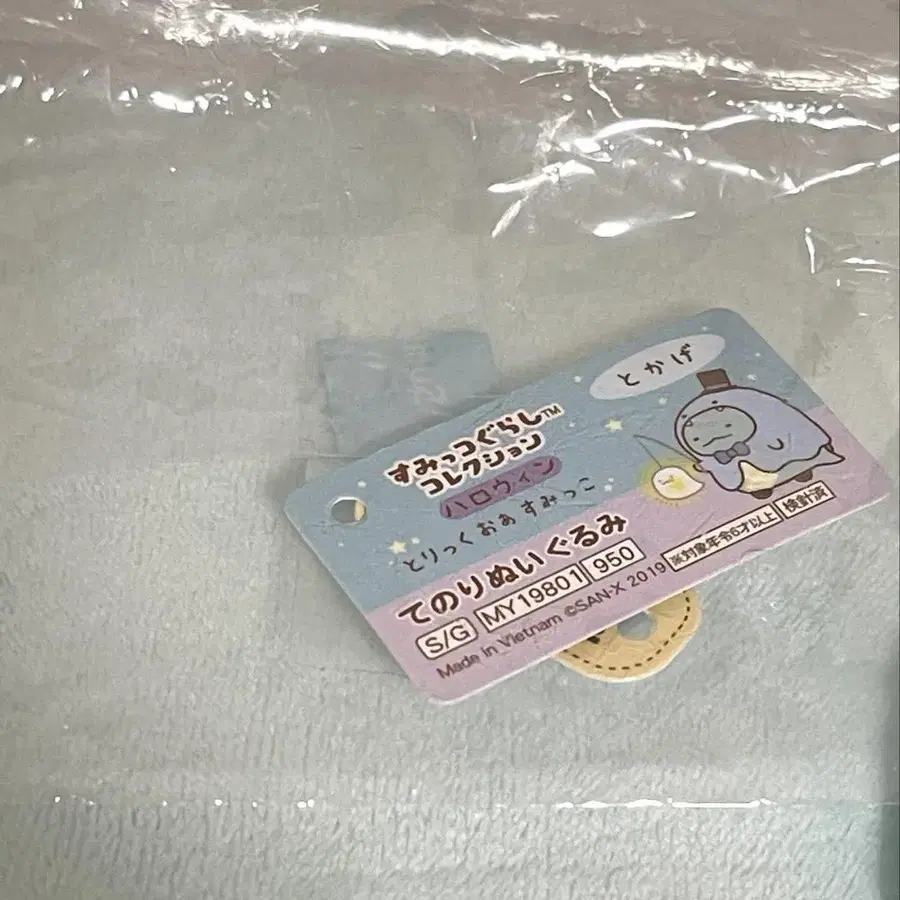 とかげ
すみっコぐらし™
コレクション
ハロウィン
とりっくおあすみっこ
てのりぬいぐるみ
S/G MY19801 950
Made in Vietnam ©SAN-X 2019 ※対象年令6才以上 検針済